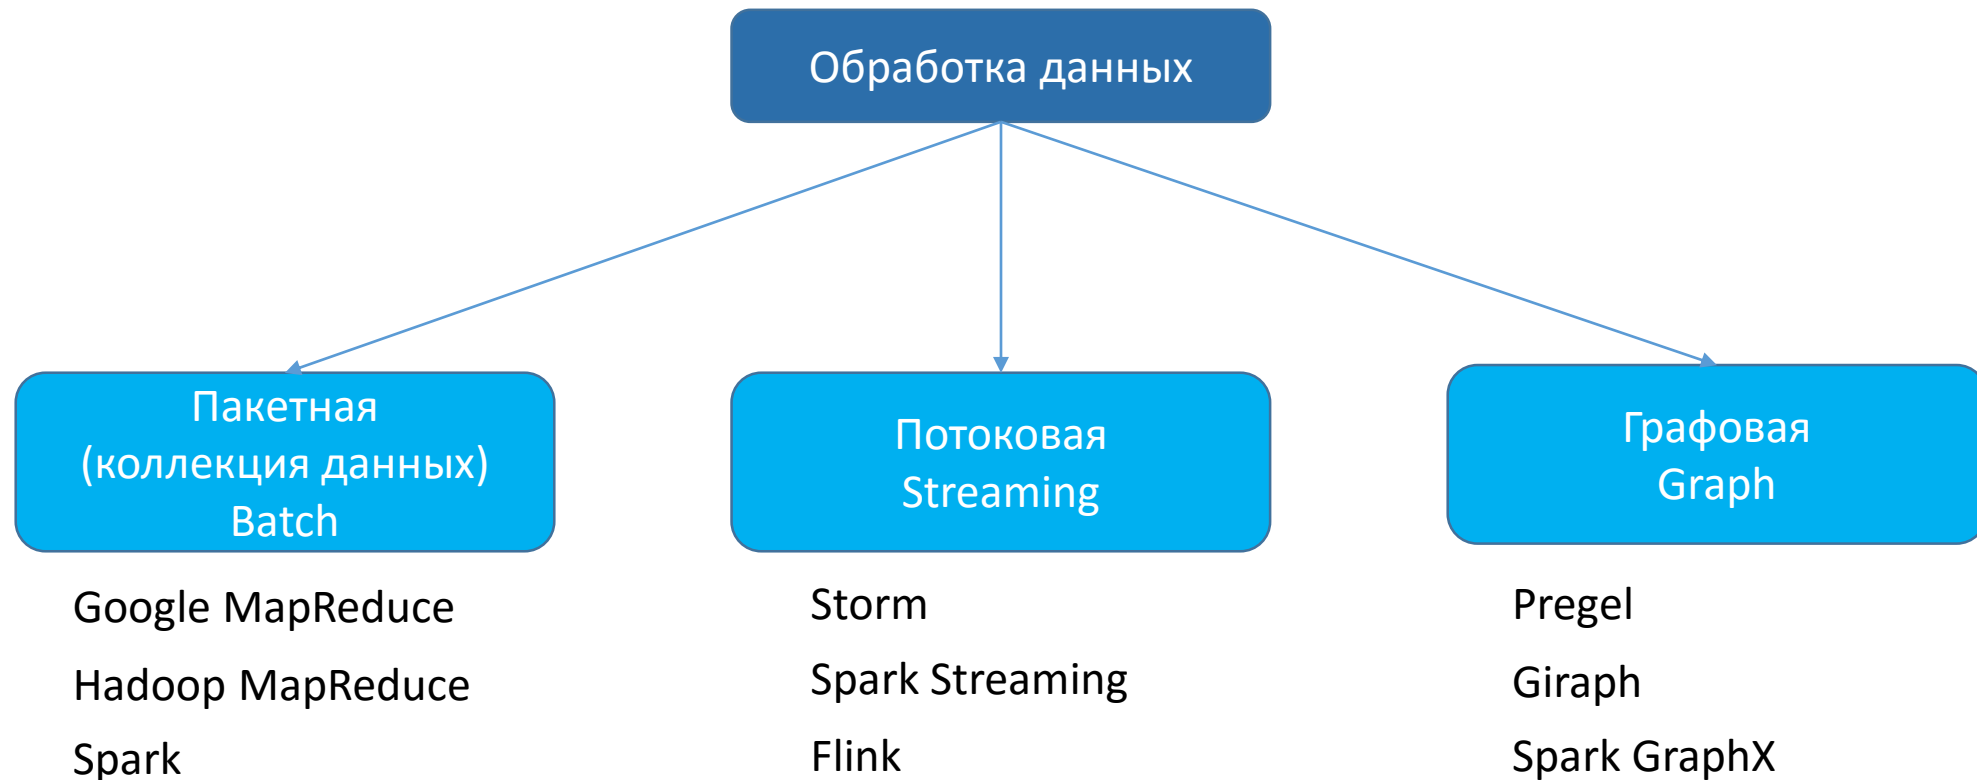 Обработка данных
Пакетная
(коллекция данных)
Batch
Потоковая
Streaming
Графовая
Graph
Google MapReduce
Hadoop MapReduce
Spark
Storm
Spark Streaming
Flink
Pregel
Giraph
Spark GraphX